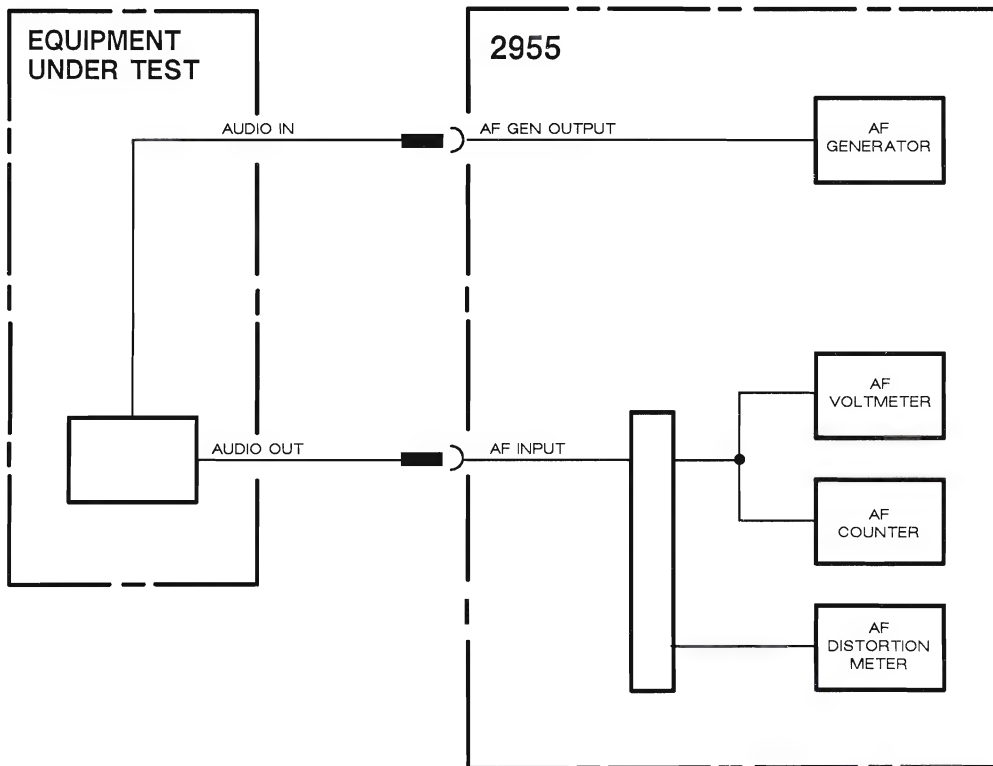 EQUIPMENT
UNDER TEST
2955
AUDIO IN
AF GEN OUTPUT
AF
GENERATOR
AUDIO OUT
AF INPUT
AF
VOLTMETER
AF
COUNTER
AF
DISTORTION
METER